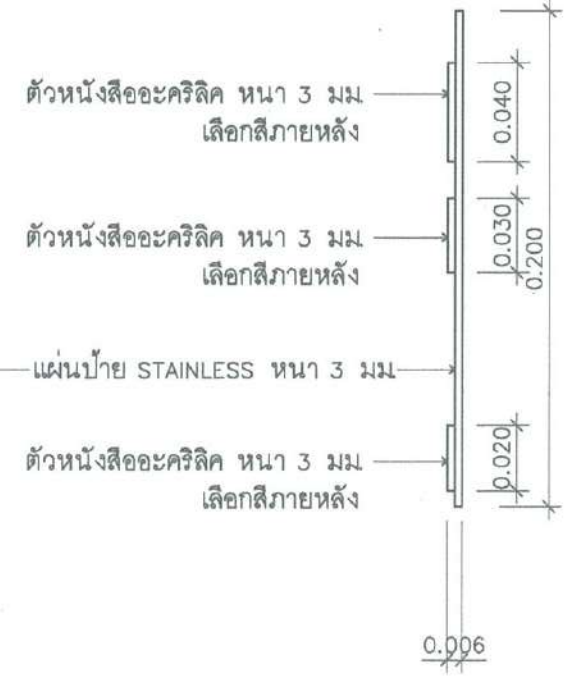 ตัวหนังสืออะคริลิค หนา 3 มม.
เลือกสีภายหลัง
0.040
ตัวหนังสืออะคริลิค หนา 3 มม.
เลือกสีภายหลัง
0.030
0.200
แผ่นป้าย STAINLESS หนา 3 มม.
ตัวหนังสืออะคริลิค หนา 3 มม.
เลือกสีภายหลัง
0.020
0.006